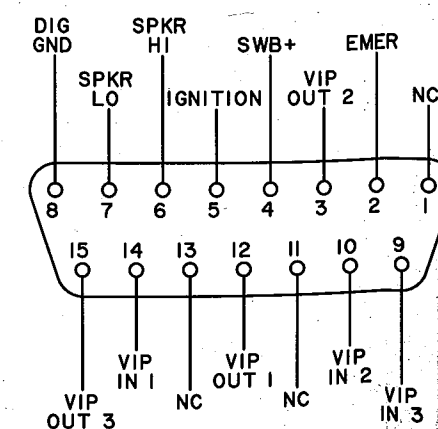 DIG
GND
SPKR
HI
SWB+
EMER
SPKR
LO
IGNITION
VIP
OUT 2
NC
8 7 6 5 4 3 2 1
15 14 13 12 11 10 9
VIP
OUT 3
VIP
IN 1
NC
VIP
OUT 1
NC
VIP
IN 2
VIP
IN 3